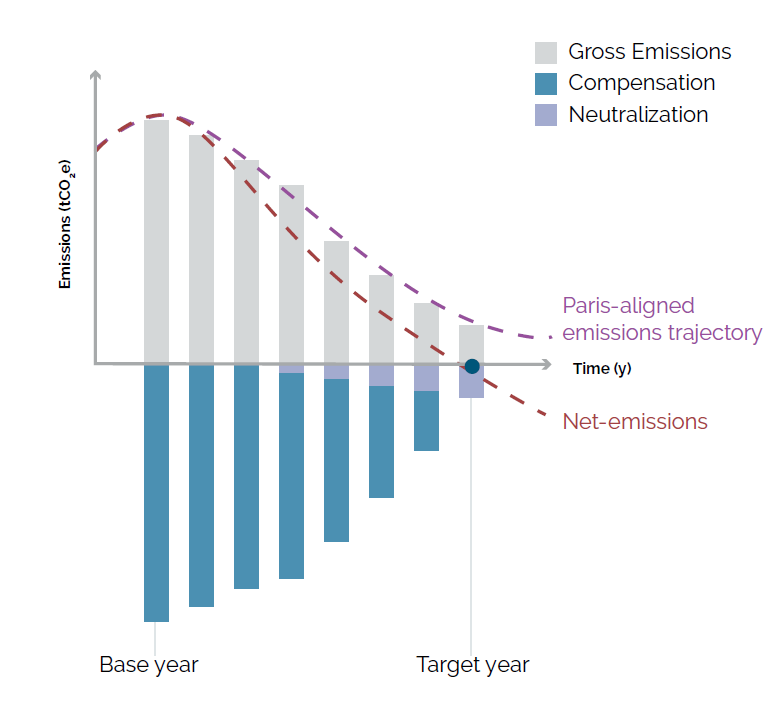 Gross Emissions
Compensation
Neutralization
Emissions (tCO₂e)
Paris-aligned
emissions trajectory
Time (y)
Net-emissions
Base year
Target year